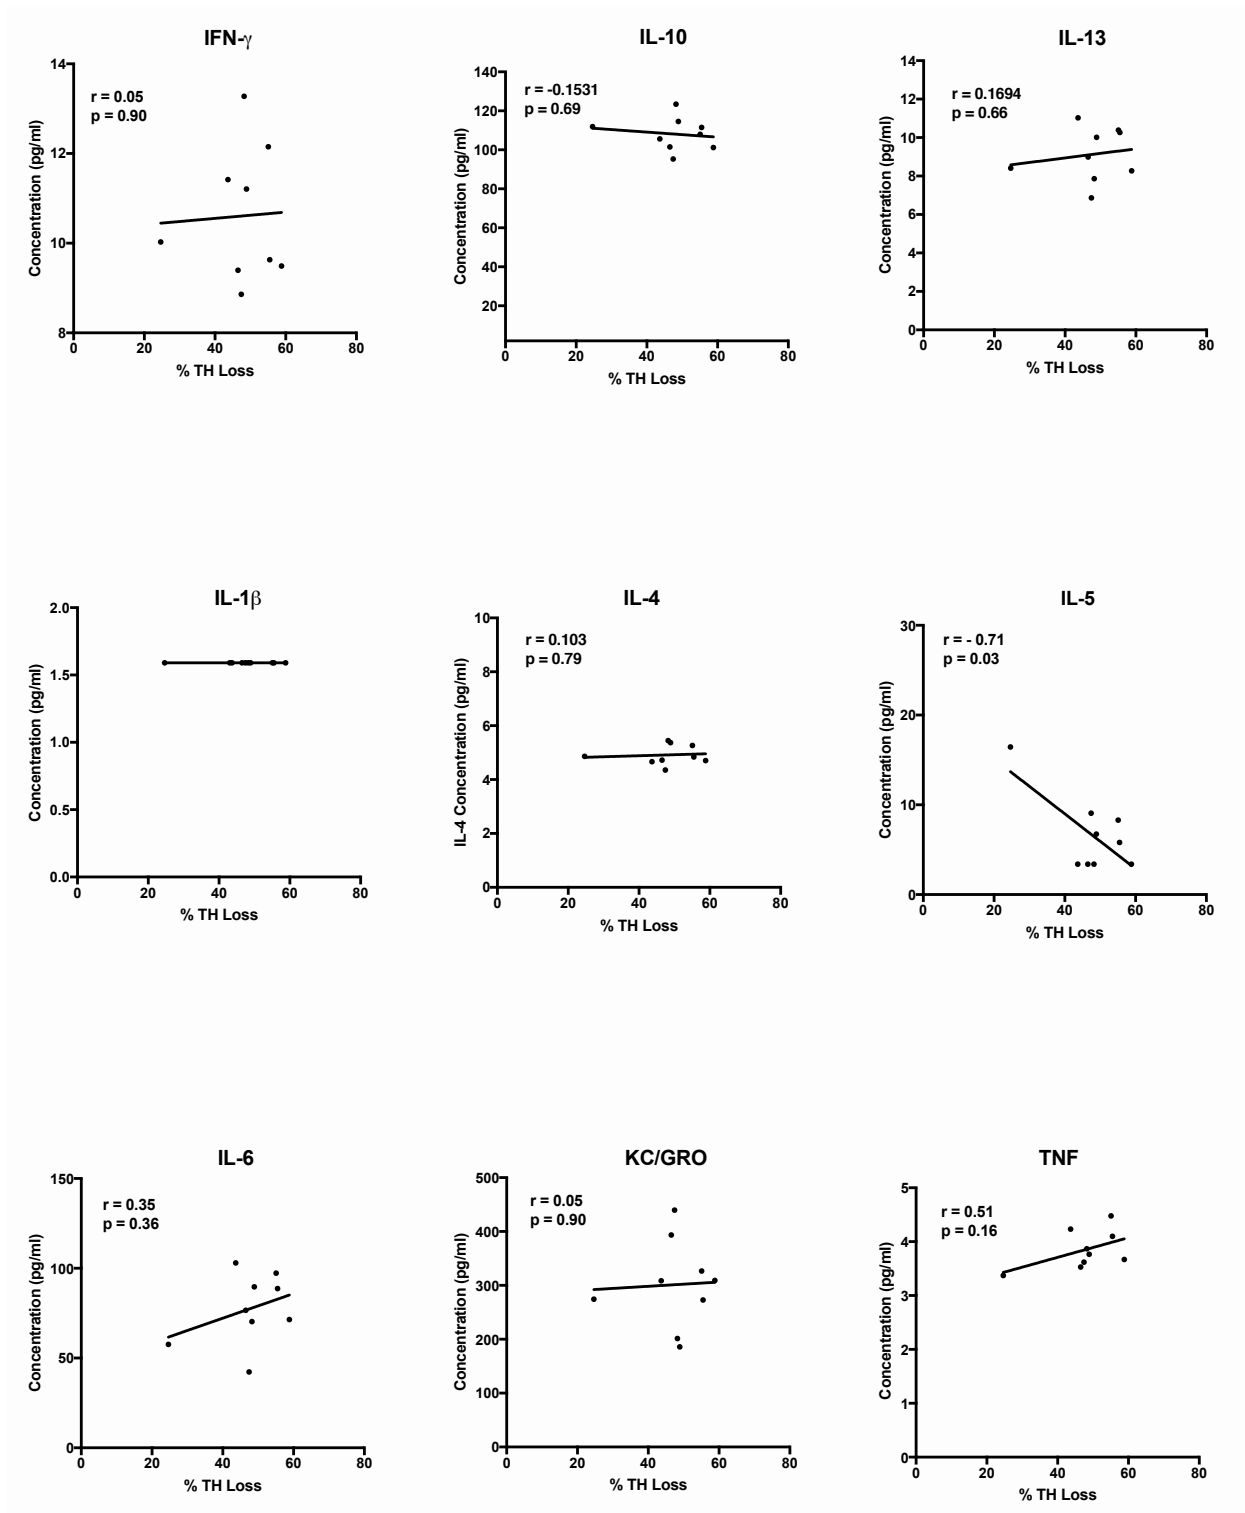 IFN-γ
r = 0.05
p = 0.90
Concentration (pg/ml)
14
12
10
8
0 20 40 60 80
% TH Loss
IL-10
r = -0.1531
p = 0.69
Concentration (pg/ml)
140
120
100
80
60
40
20
0 20 40 60 80
% TH Loss
IL-13
r = 0.1694
p = 0.66
Concentration (pg/ml)
14
12
10
8
6
4
2
0
0 20 40 60 80
% TH Loss
IL-1β
Concentration (pg/ml)
2.0
1.5
1.0
0.5
0.0
0 20 40 60 80
% TH Loss
IL-4
r = 0.103
p = 0.79
IL-4 Concentration (pg/ml)
10
8
6
4
2
0
0 20 40 60 80
% TH Loss
IL-5
r = - 0.71
p = 0.03
Concentration (pg/ml)
30
20
10
0
0 20 40 60 80
% TH Loss
IL-6
r = 0.35
p = 0.36
Concentration (pg/ml)
150
100
50
0
0 20 40 60 80
% TH Loss
KC/GRO
r = 0.05
p = 0.90
Concentration (pg/ml)
500
400
300
200
100
0
0 20 40 60 80
% TH Loss
TNF
r = 0.51
p = 0.16
Concentration (pg/ml)
5
4
3
2
1
0
0 20 40 60 80
% TH Loss